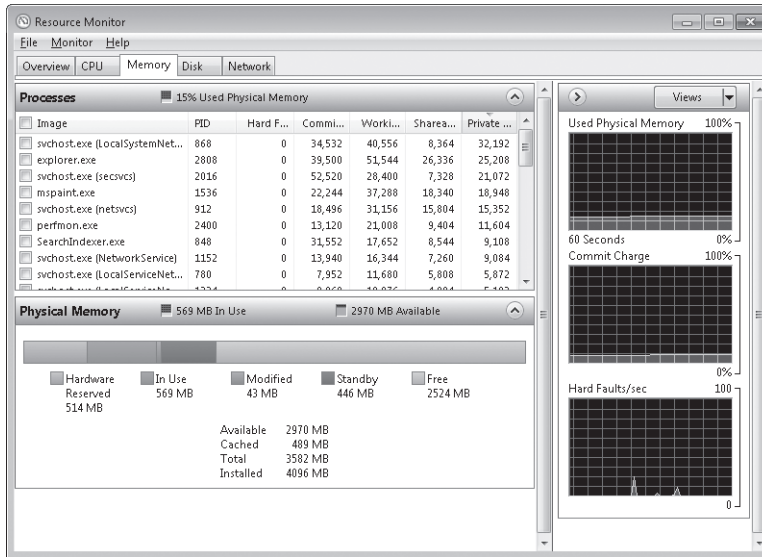 Resource Monitor
File Monitor Help
Overview CPU Memory Disk Network
Processes 15% Used Physical Memory
Image PID Hard F... Commi... Worki... Sharea... Private ...
svchost.exe (LocalSystemNet... 868 0 34,532 40,556 8,364 32,192
explorer.exe 2808 0 39,500 51,544 26,336 25,208
svchost.exe (secsvcs) 2016 0 52,520 28,400 7,328 21,072
mspaint.exe 1536 0 22,244 37,288 18,340 18,948
svchost.exe (netsvcs) 912 0 18,496 31,156 15,804 15,352
perfmon.exe 2400 0 13,120 21,008 9,404 11,604
SearchIndexer.exe 848 0 31,552 17,652 8,544 9,108
svchost.exe (NetworkService) 1152 0 13,940 16,344 7,260 9,084
svchost.exe (LocalServiceNet... 780 0 7,952 11,680 5,808 5,872
Physical Memory 569 MB In Use 2970 MB Available
Hardware Reserved 514 MB
In Use 569 MB
Modified 43 MB
Standby 446 MB
Free 2524 MB
Available 2970 MB
Cached 489 MB
Total 3582 MB
Installed 4096 MB
Views
Used Physical Memory 100%
60 Seconds 0%
Commit Charge 100%
0%
Hard Faults/sec 100
0